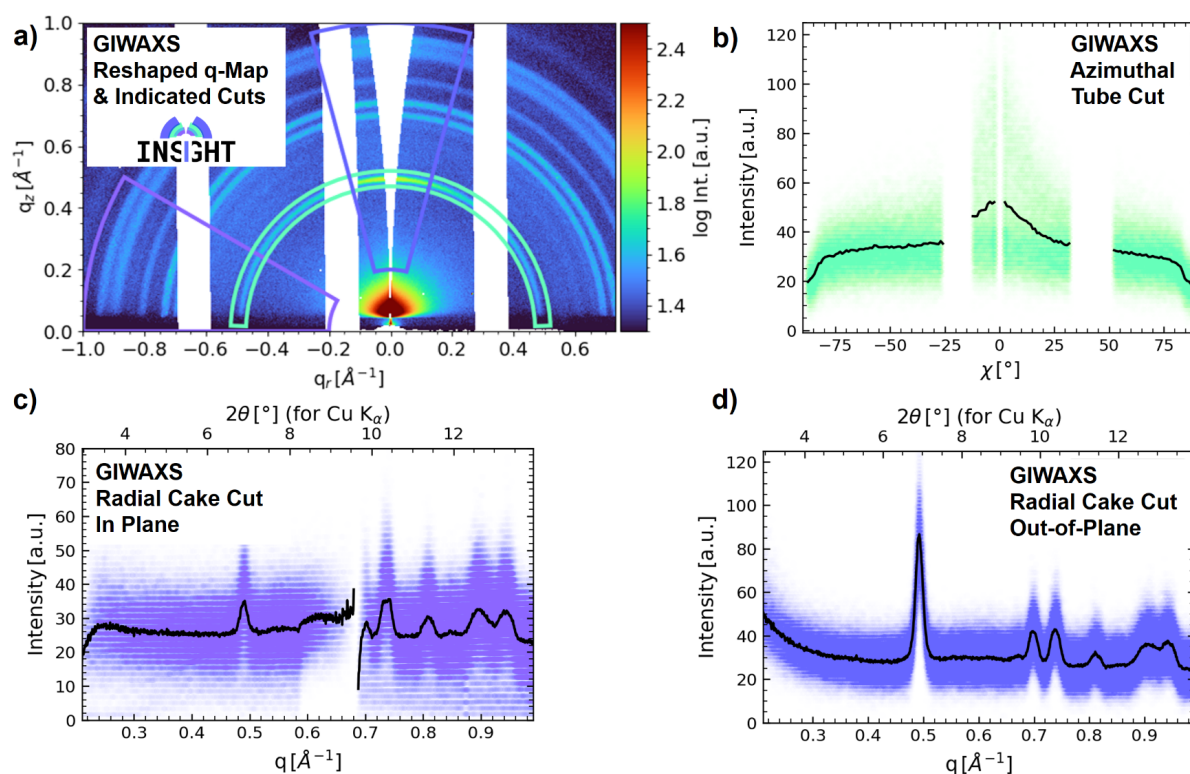 a)
GIWAXS
Reshaped q-Map
& Indicated Cuts
INSIGHT
1.0
0.8
0.6
0.4
0.2
0.0
q_z [Å⁻¹]
−1.0 −0.8 −0.6 −0.4 −0.2 0.0 0.2 0.4 0.6
q_r [Å⁻¹]
2.4
2.2
2.0
1.8
1.6
1.4
log Int. [a.u.]
b)
GIWAXS
Azimuthal
Tube Cut
120
100
80
60
40
20
0
Intensity [a.u.]
−75 −50 −25 0 25 50 75
χ [°]
c)
2θ [°] (for Cu K_α)
4 6 8 10 12
GIWAXS
Radial Cake Cut
In Plane
80
70
60
50
40
30
20
10
0
Intensity [a.u.]
0.3 0.4 0.5 0.6 0.7 0.8 0.9
q [Å⁻¹]
d)
2θ [°] (for Cu K_α)
4 6 8 10 12
GIWAXS
Radial Cake Cut
Out-of-Plane
120
100
80
60
40
20
0
Intensity [a.u.]
0.3 0.4 0.5 0.6 0.7 0.8 0.9
q [Å⁻¹]